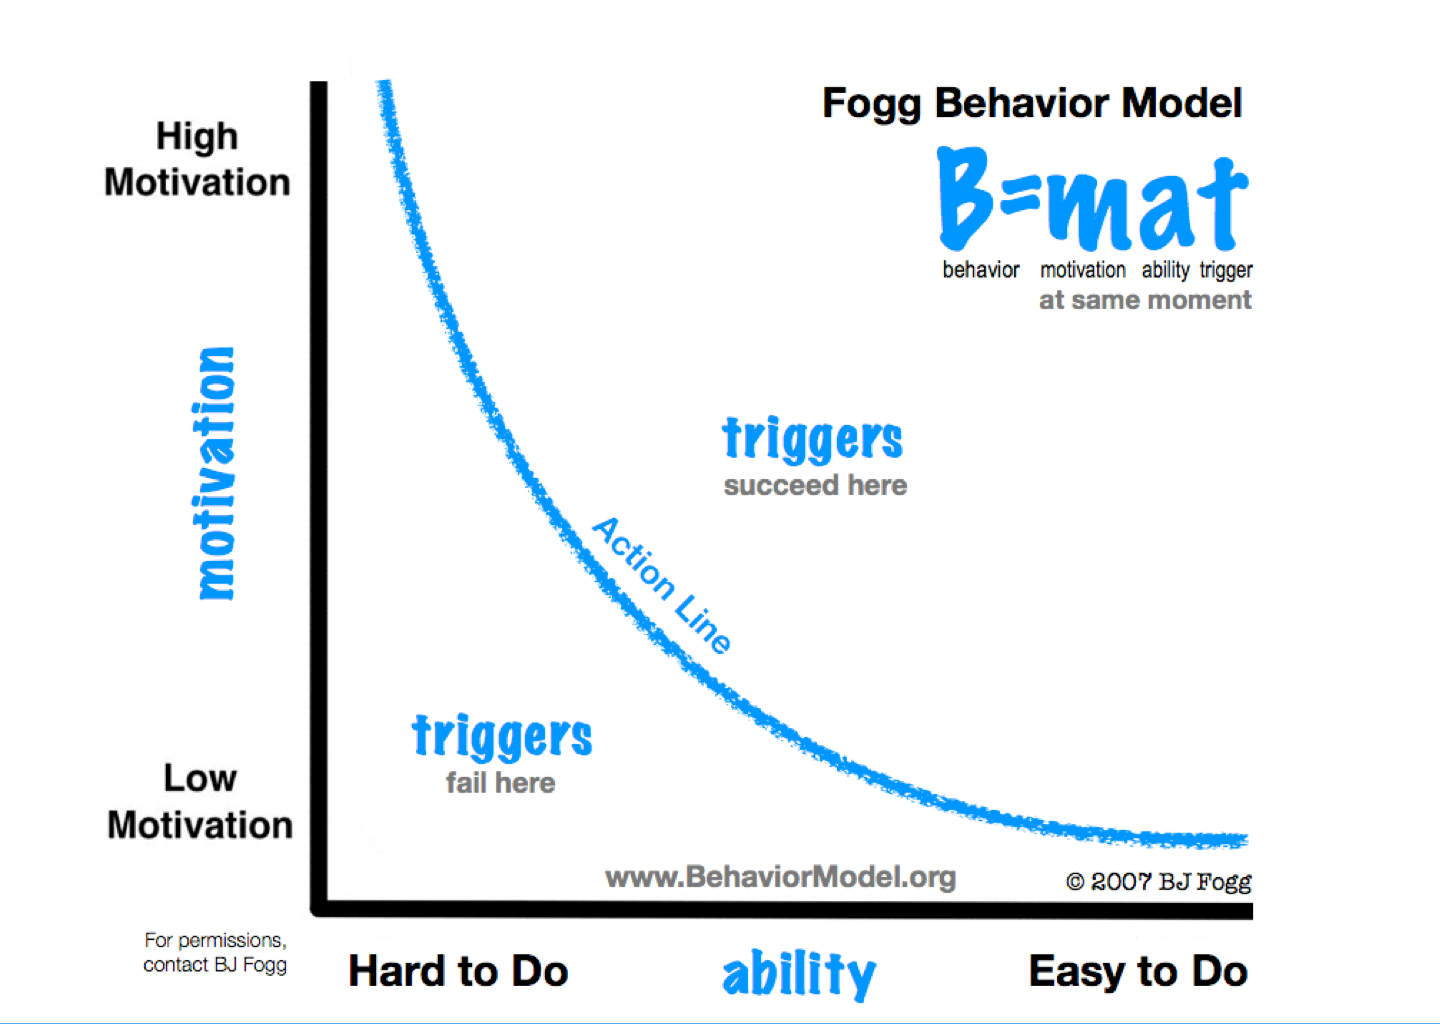 Fogg Behavior Model
B=mat
behavior motivation ability trigger
at same moment
High
Motivation
motivation
Low
Motivation
triggers
succeed here
Action Line
triggers
fail here
www.BehaviorModel.org
© 2007 BJ Fogg
For permissions,
contact BJ Fogg
Hard to Do
ability
Easy to Do